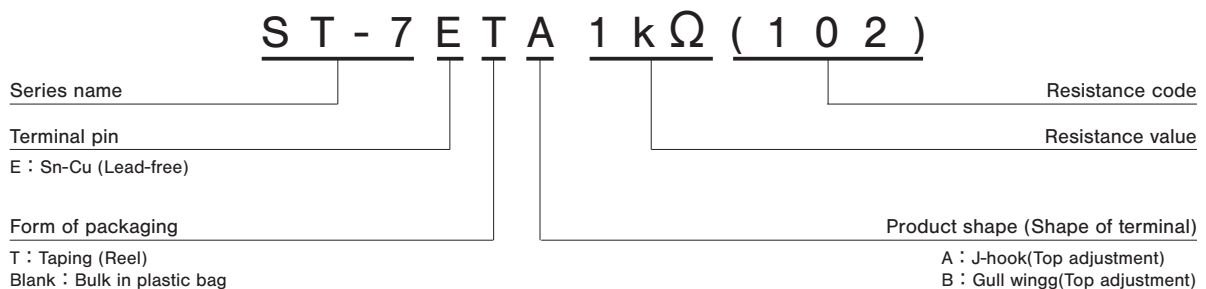 ST-7ETA 1kΩ (102)
Series name
Resistance code
Terminal pin
Resistance value
E：Sn-Cu (Lead-free)
Form of packaging
Product shape (Shape of terminal)
T：Taping (Reel)
A：J-hook(Top adjustment)
Blank：Bulk in plastic bag
B：Gull wingg(Top adjustment)